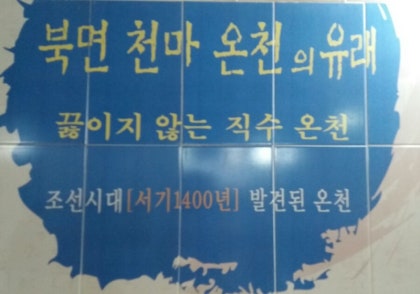 북면 천마 온천의유래
끓이지 않는 직수 온천
조선시대[서기1400년] 발견된 온천